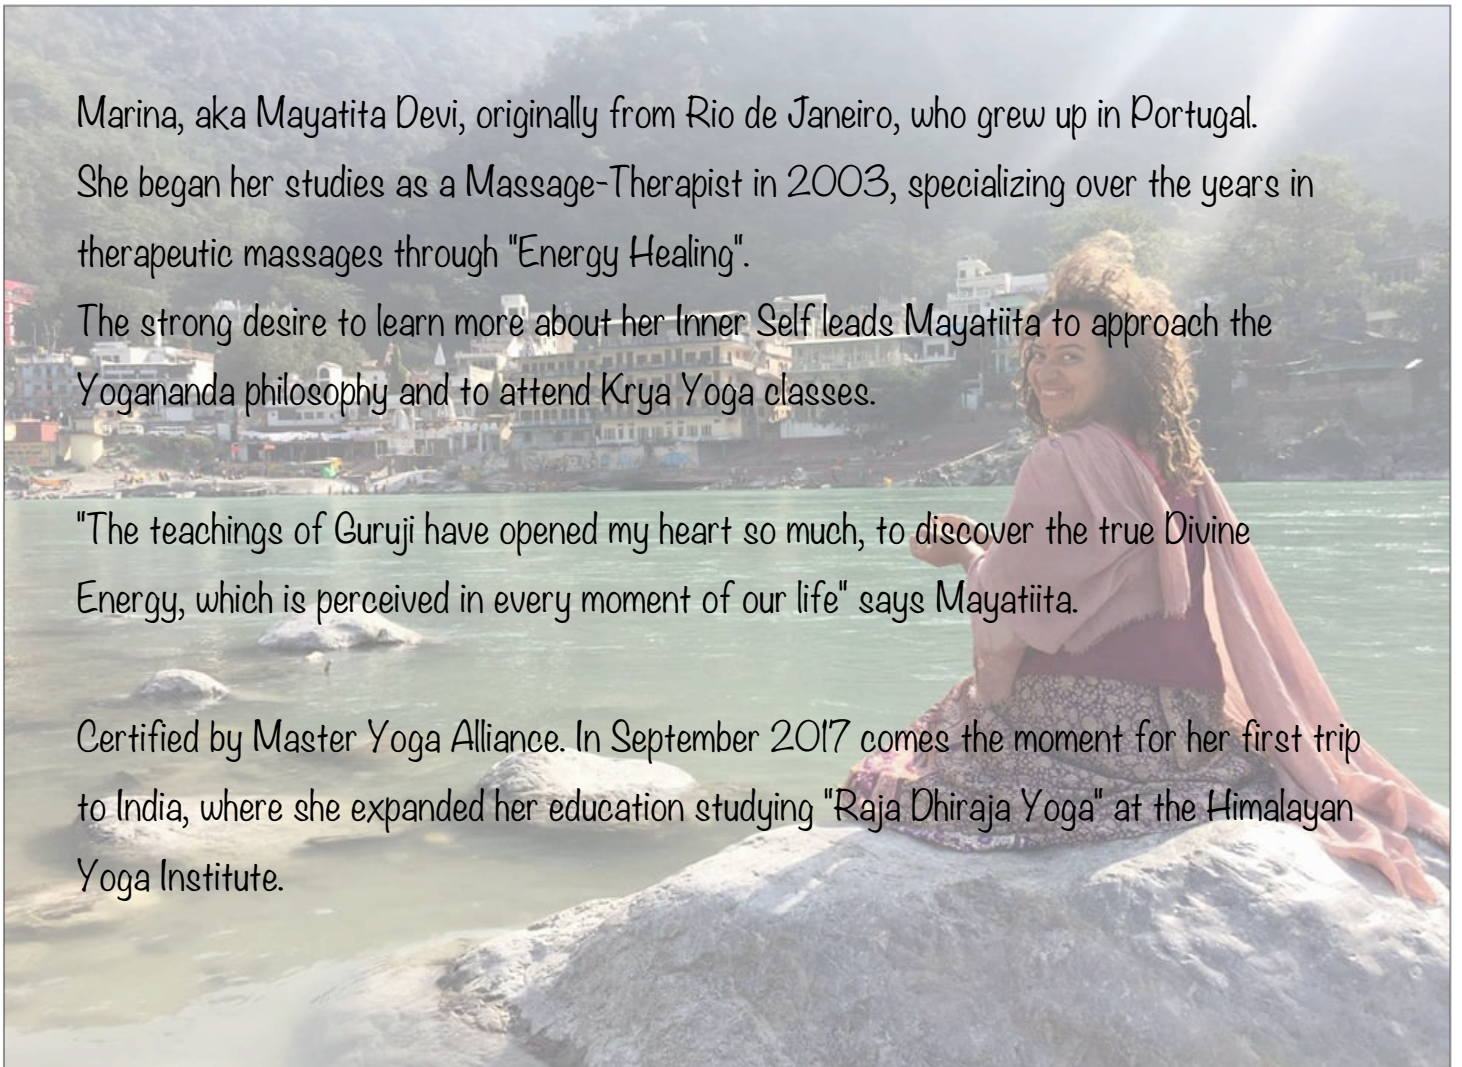 Marina, aka Mayatita Devi, originally from Rio de Janeiro, who grew up in Portugal.
She began her studies as a Massage-Therapist in 2003, specializing over the years in
therapeutic massages through "Energy Healing".
The strong desire to learn more about her Inner Self leads Mayatiita to approach the
Yogananda philosophy and to attend Krya Yoga classes.
"The teachings of Guruji have opened my heart so much, to discover the true Divine
Energy, which is perceived in every moment of our life" says Mayatiita.
Certified by Master Yoga Alliance. In September 2017 comes the moment for her first trip
to India, where she expanded her education studying "Raja Dhiraja Yoga" at the Himalayan
Yoga Institute.